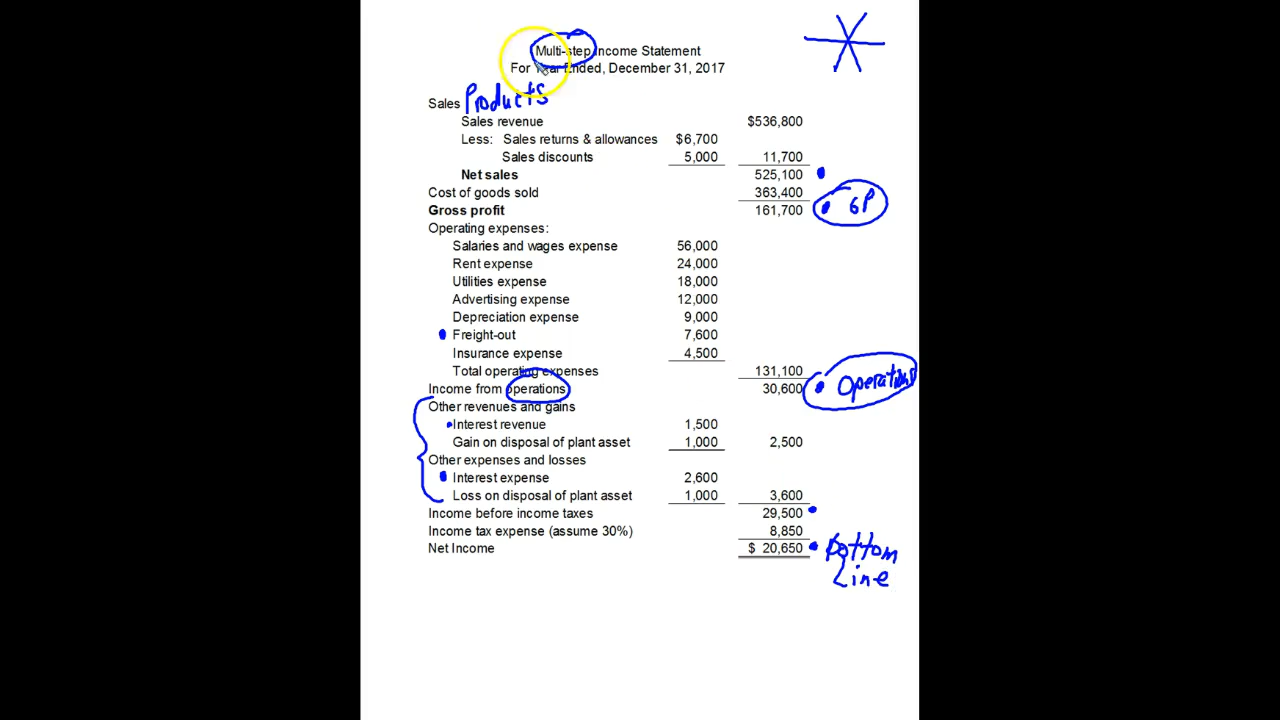 Multi-step Income Statement
For Year Ended, December 31, 2017
Sales Products
Sales revenue $536,800
Less: Sales returns & allowances $6,700
Sales discounts 5,000 11,700
Net sales 525,100
Cost of goods sold 363,400
Gross profit 161,700 GP
Operating expenses:
Salaries and wages expense 56,000
Rent expense 24,000
Utilities expense 18,000
Advertising expense 12,000
Depreciation expense 9,000
Freight-out 7,600
Insurance expense 4,500
Total operating expenses 131,100
Income from operations 30,600 Operations
Other revenues and gains
Interest revenue 1,500
Gain on disposal of plant asset 1,000 2,500
Other expenses and losses
Interest expense 2,600
Loss on disposal of plant asset 1,000 3,600
Income before income taxes 29,500
Income tax expense (assume 30%) 8,850
Net Income $ 20,650 bottom
Line